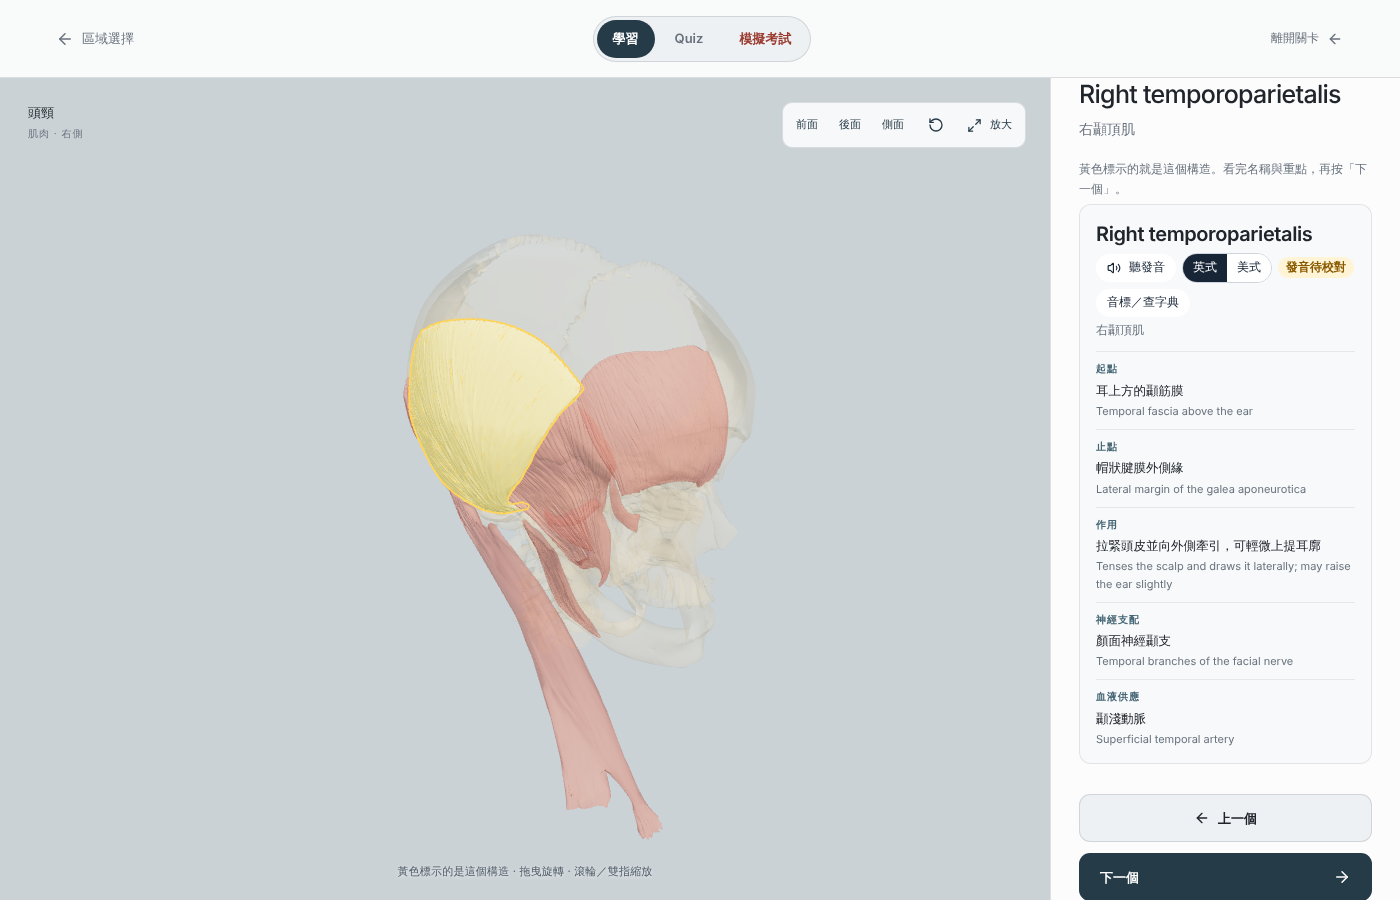 區域選擇
學習
Quiz
模擬考試
離開關卡
頭頸
肌肉 · 右側
前面
後面
側面
放大
黃色標示的是這個構造 · 拖曳旋轉 · 滾輪／雙指縮放
Right temporoparietalis
右顳頂肌
黃色標示的就是這個構造。看完名稱與重點，再按「下
一個」。
Right temporoparietalis
聽發音
英式
美式
發音待校對
音標／查字典
右顳頂肌
起點
耳上方的顳筋膜
Temporal fascia above the ear
止點
帽狀腱膜外側緣
Lateral margin of the galea aponeurotica
作用
拉緊頭皮並向外側牽引，可輕微上提耳廓
Tenses the scalp and draws it laterally; may raise
the ear slightly
神經支配
顏面神經顳支
Temporal branches of the facial nerve
血液供應
顳淺動脈
Superficial temporal artery
上一個
下一個